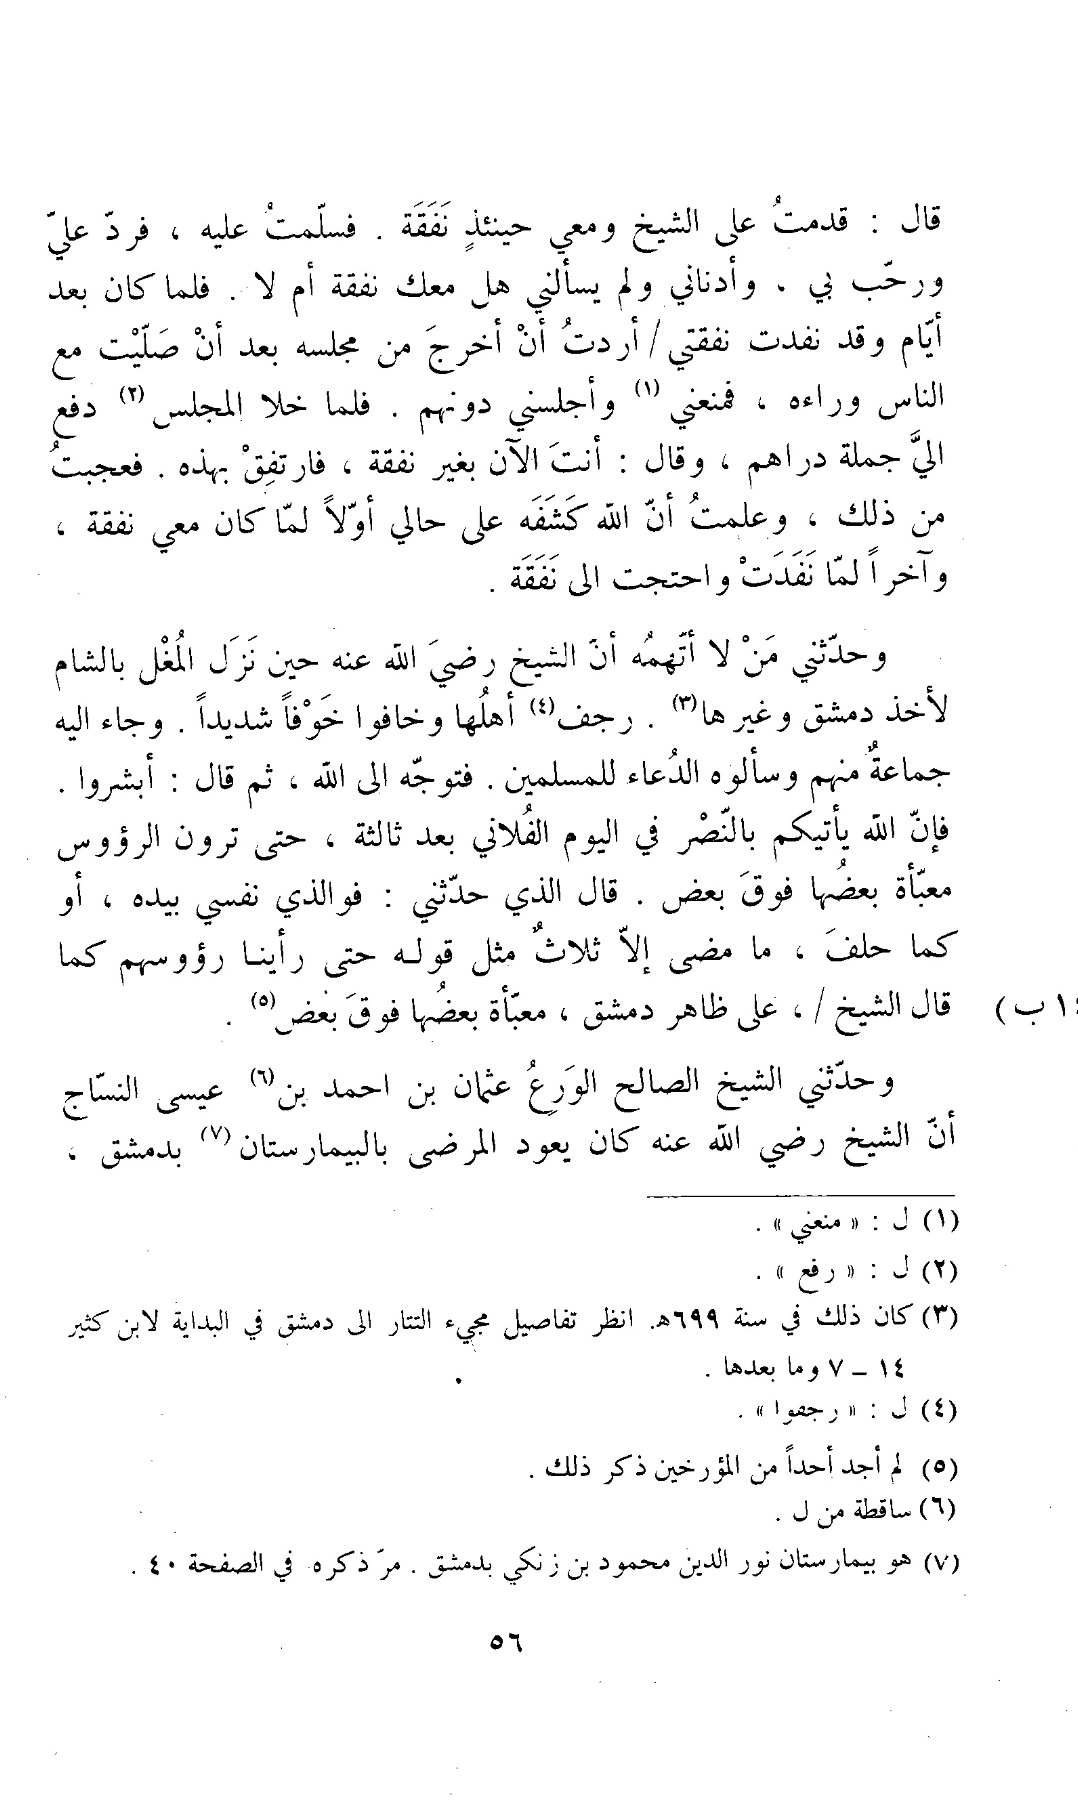 قال : قدمتُ على الشيخ ومعي حينئذٍ نَفَقَة . فسلّمتُ عليه ، فردّ عليّ
ورحّب بي . وأدناني ولم يسألني هل معك نفقة أم لا . فلما كان بعد
أيّام وقد نفدت نفقتي / أردتُ أنْ أخرجَ من مجلسه بعد أنْ صَلّيْت مع
الناس وراءه ، فمنعني (١) وأجلسني دونهم . فلما خلا المجلس (٢) دفع
اليَّ جملة دراهم ، وقال : أنتَ الآن بغير نفقة ، فارتفِقْ بهذه . فعجبتُ
من ذلك ، وعلمتُ أنّ الله كَشَفَه على حالي أوّلاً لمّا كان معي نفقة ،
وآخراً لمّا نَفَدَتْ واحتجت الى نَفَقَة .
وحدّثني مَنْ لا أتّهمُه أنّ الشيخ رضيَ الله عنه حين نَزَل المُغْل بالشام
لأخذ دمشق وغيرها (٣) . رجف (٤) أهلُها وخافوا خَوْفاً شديداً . وجاء اليه
جماعةٌ منهم وسألوه الدُعاء للمسلمين . فتوجّه الى الله ، ثم قال : أبشروا .
فإنّ الله يأتيكم بالنّصْر في اليوم الفُلاني بعد ثالثة ، حتى ترون الرؤوس
معبّأة بعضُها فوقَ بعض . قال الذي حدّثني : فوالذي نفسي بيده ، أو
كما حلفَ ، ما مضى إلاّ ثلاثٌ مثل قوله حتى رأينا رؤوسهم كما
قال الشيخ / ، على ظاهر دمشق ، معبّأة بعضُها فوقَ بعض (٥) .
١٤ ب )
وحدّثني الشيخ الصالح الوَرِعُ عثمان بن احمد بن (٦) عيسى النسّاج
أنّ الشيخ رضي الله عنه كان يعود المرضى بالبيمارستان (٧) بدمشق ،
(١) ل : « منعني » .
(٢) ل : « رفع » .
(٣) كان ذلك في سنة ٦٩٩هـ. انظر تفاصيل مجيء التتار الى دمشق في البداية لابن كثير
١٤ – ٧ وما بعدها .
(٤) ل : « رجفوا » .
(٥) لم أجد أحداً من المؤرخين ذكر ذلك .
(٦) ساقطة من ل .
(٧) هو بيمارستان نور الدين محمود بن زنكي بدمشق . مرّ ذكره في الصفحة ٤٠ .
٥٦